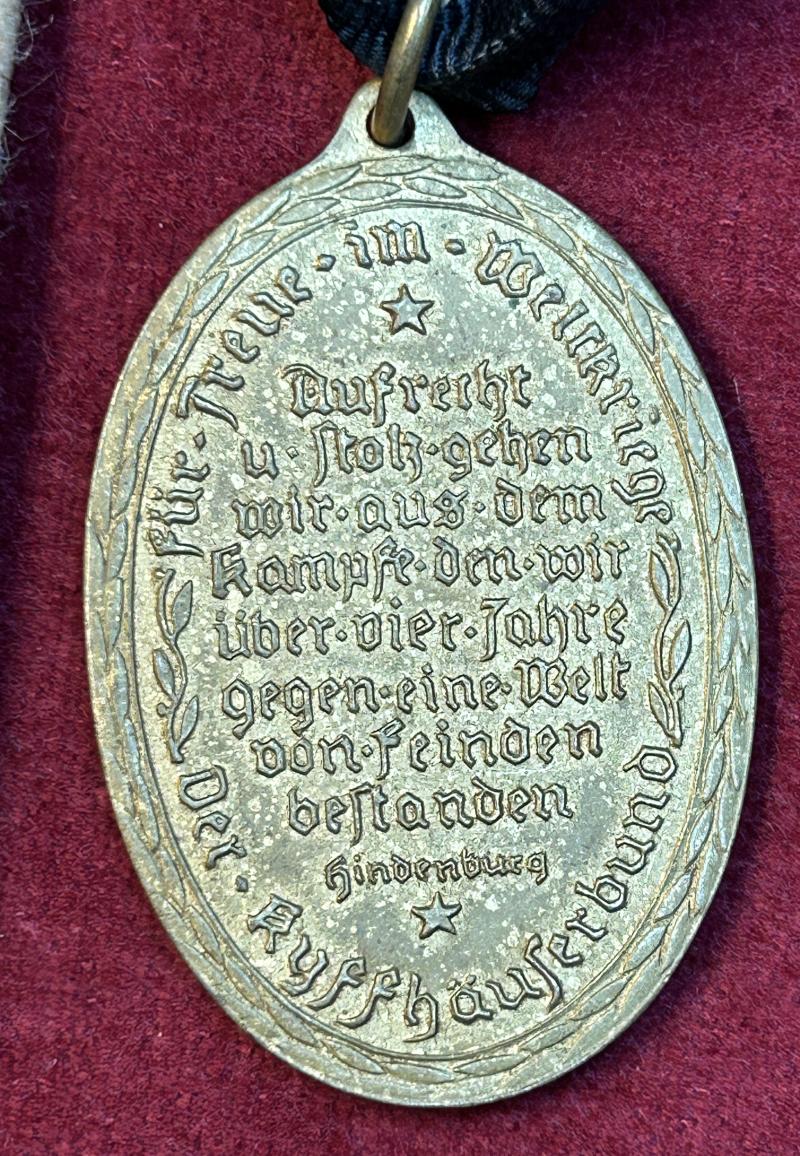 Für · Treue · im · Weltkriege
Aufrecht
u · stolz · gehen
wir · aus · dem
Kampfe · den · wir
über · vier · Jahre
gegen · eine · Welt
von · Feinden
bestanden
Hindenburg
Der · Kyffhäuserbund